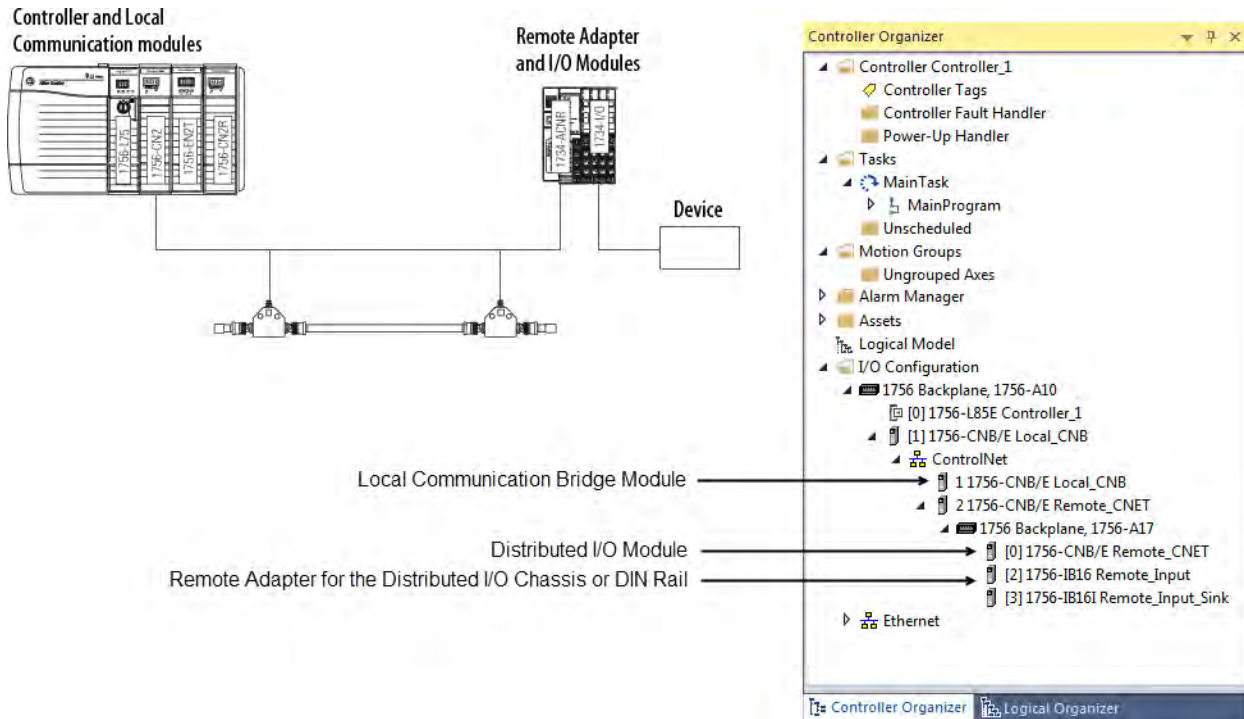 Controller and Local
Communication modules
1756-L75
1756-CN2
1756-EN2T
1756-CN2R
Remote Adapter
and I/O Modules
1734-ACNR
1734-I/O
Device
Local Communication Bridge Module
Distributed I/O Module
Remote Adapter for the Distributed I/O Chassis or DIN Rail
Controller Organizer
Controller Controller_1
Controller Tags
Controller Fault Handler
Power-Up Handler
Tasks
MainTask
MainProgram
Unscheduled
Motion Groups
Ungrouped Axes
Alarm Manager
Assets
Logical Model
I/O Configuration
1756 Backplane, 1756-A10
[0] 1756-L85E Controller_1
[1] 1756-CNB/E Local_CNB
ControlNet
1 1756-CNB/E Local_CNB
2 1756-CNB/E Remote_CNET
1756 Backplane, 1756-A17
[0] 1756-CNB/E Remote_CNET
[2] 1756-IB16 Remote_Input
[3] 1756-IB16I Remote_Input_Sink
Ethernet
Controller Organizer
Logical Organizer